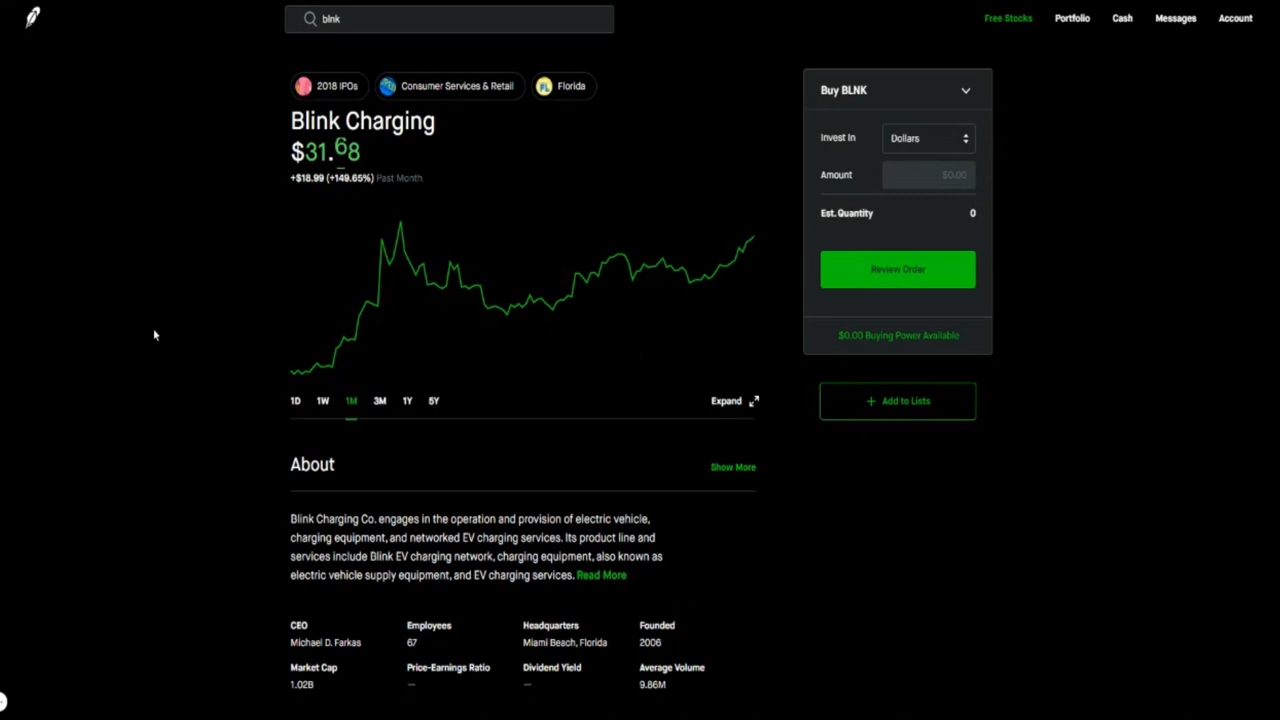 blnk
Free Stocks
Portfolio
Cash
Messages
Account
2018 IPOs
Consumer Services & Retail
FL
Florida
Blink Charging
$31.68
+$18.99 (+149.65%) Past Month
1D
1W
1M
3M
1Y
5Y
Expand
Buy BLNK
Invest In
Dollars
Amount
$0.00
Est. Quantity
0
Review Order
$0.00 Buying Power Available
+ Add to Lists
About
Show More
Blink Charging Co. engages in the operation and provision of electric vehicle,
charging equipment, and networked EV charging services. Its product line and
services include Blink EV charging network, charging equipment, also known as
electric vehicle supply equipment, and EV charging services. Read More
CEO
Michael D. Farkas
Employees
67
Headquarters
Miami Beach, Florida
Founded
2006
Market Cap
1.02B
Price-Earnings Ratio
—
Dividend Yield
—
Average Volume
9.86M